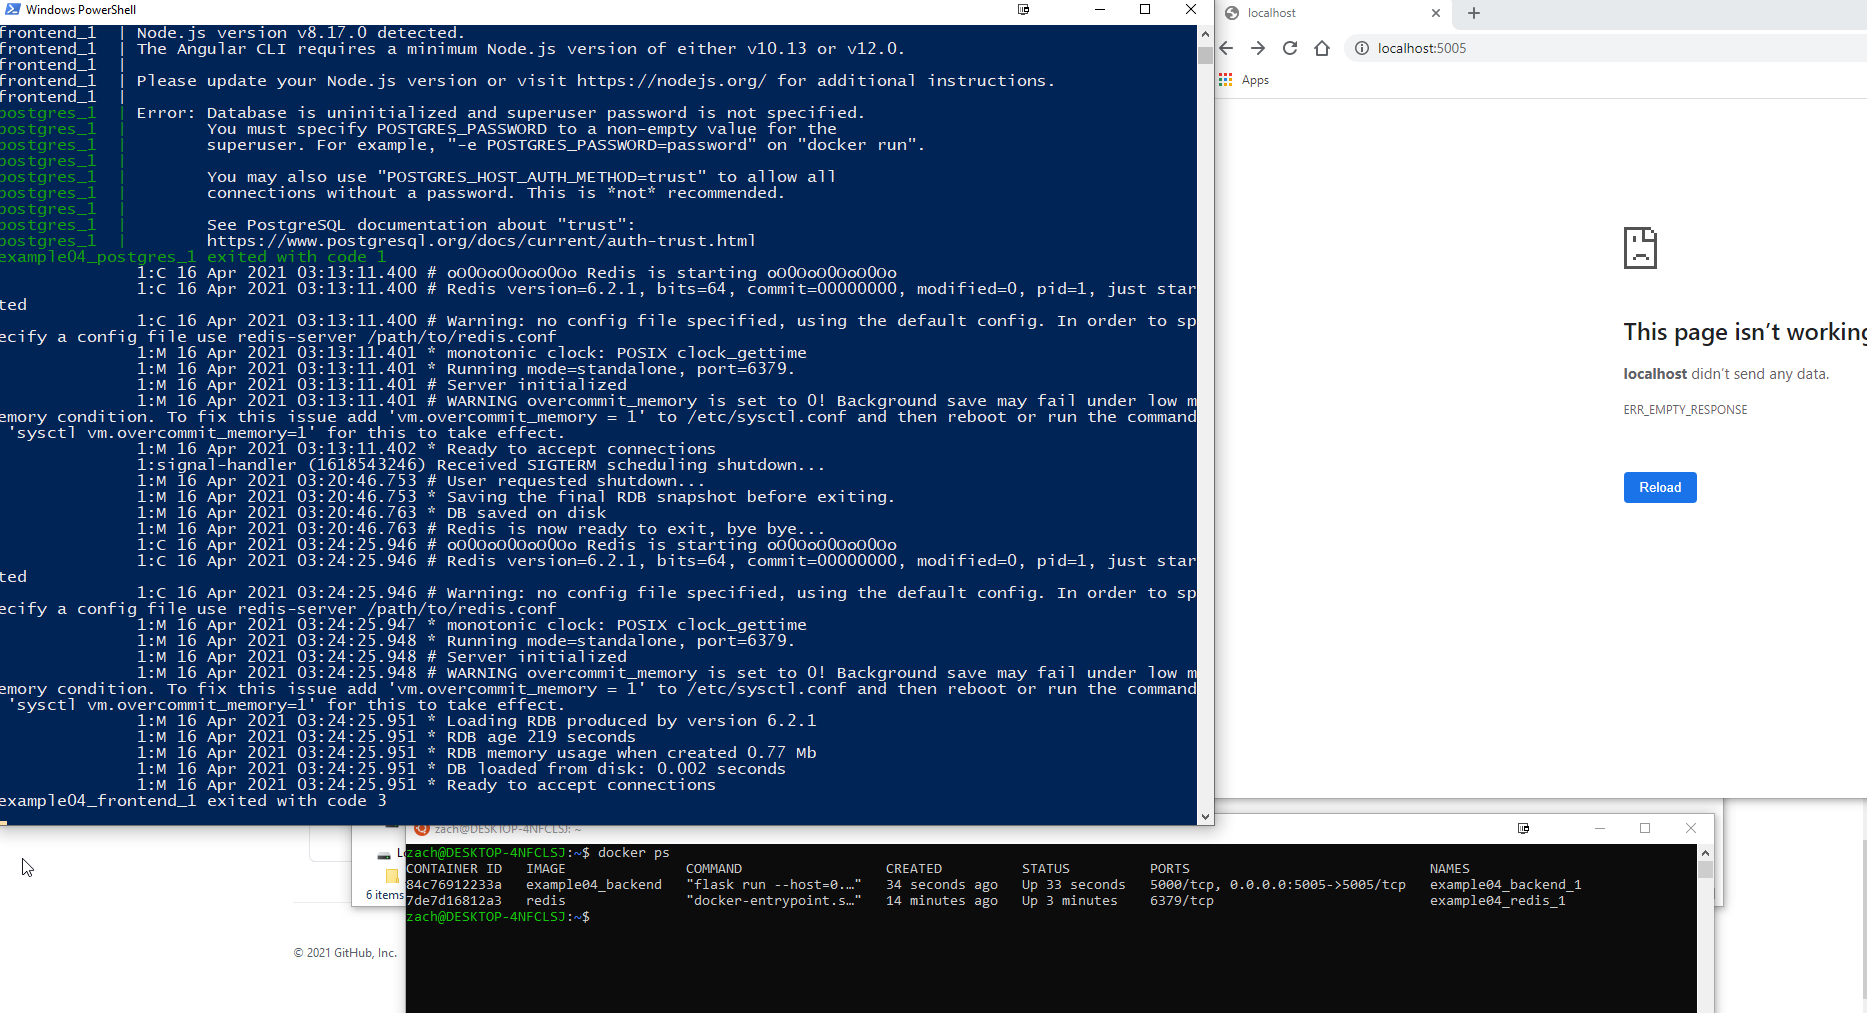 Windows PowerShell
frontend_1  | Node.js version v8.17.0 detected.
frontend_1  | The Angular CLI requires a minimum Node.js version of either v10.13 or v12.0.
frontend_1  |
frontend_1  | Please update your Node.js version or visit https://nodejs.org/ for additional instructions.
frontend_1  |
postgres_1  | Error: Database is uninitialized and superuser password is not specified.
postgres_1  |        You must specify POSTGRES_PASSWORD to a non-empty value for the
postgres_1  |        superuser. For example, "-e POSTGRES_PASSWORD=password" on "docker run".
postgres_1  |
postgres_1  |        You may also use "POSTGRES_HOST_AUTH_METHOD=trust" to allow all
postgres_1  |        connections without a password. This is *not* recommended.
postgres_1  |
postgres_1  |        See PostgreSQL documentation about "trust":
postgres_1  |        https://www.postgresql.org/docs/current/auth-trust.html
example04_postgres_1 exited with code 1
1:C 16 Apr 2021 03:13:11.400 # oO0OoO0OoO0Oo Redis is starting oO0OoO0OoO0Oo
1:C 16 Apr 2021 03:13:11.400 # Redis version=6.2.1, bits=64, commit=00000000, modified=0, pid=1, just star
ted
1:C 16 Apr 2021 03:13:11.400 # Warning: no config file specified, using the default config. In order to sp
ecify a config file use redis-server /path/to/redis.conf
1:M 16 Apr 2021 03:13:11.401 * monotonic clock: POSIX clock_gettime
1:M 16 Apr 2021 03:13:11.401 * Running mode=standalone, port=6379.
1:M 16 Apr 2021 03:13:11.401 # Server initialized
1:M 16 Apr 2021 03:13:11.401 # WARNING overcommit_memory is set to 0! Background save may fail under low m
emory condition. To fix this issue add 'vm.overcommit_memory = 1' to /etc/sysctl.conf and then reboot or run the command
'sysctl vm.overcommit_memory=1' for this to take effect.
1:M 16 Apr 2021 03:13:11.402 * Ready to accept connections
1:signal-handler (1618543246) Received SIGTERM scheduling shutdown...
1:M 16 Apr 2021 03:20:46.753 # User requested shutdown...
1:M 16 Apr 2021 03:20:46.753 * Saving the final RDB snapshot before exiting.
1:M 16 Apr 2021 03:20:46.763 * DB saved on disk
1:M 16 Apr 2021 03:20:46.763 # Redis is now ready to exit, bye bye...
1:C 16 Apr 2021 03:24:25.946 # oO0OoO0OoO0Oo Redis is starting oO0OoO0OoO0Oo
1:C 16 Apr 2021 03:24:25.946 # Redis version=6.2.1, bits=64, commit=00000000, modified=0, pid=1, just star
ted
1:C 16 Apr 2021 03:24:25.946 # Warning: no config file specified, using the default config. In order to sp
ecify a config file use redis-server /path/to/redis.conf
1:M 16 Apr 2021 03:24:25.947 * monotonic clock: POSIX clock_gettime
1:M 16 Apr 2021 03:24:25.948 * Running mode=standalone, port=6379.
1:M 16 Apr 2021 03:24:25.948 # Server initialized
1:M 16 Apr 2021 03:24:25.948 # WARNING overcommit_memory is set to 0! Background save may fail under low m
emory condition. To fix this issue add 'vm.overcommit_memory = 1' to /etc/sysctl.conf and then reboot or run the command
'sysctl vm.overcommit_memory=1' for this to take effect.
1:M 16 Apr 2021 03:24:25.951 * Loading RDB produced by version 6.2.1
1:M 16 Apr 2021 03:24:25.951 * RDB age 219 seconds
1:M 16 Apr 2021 03:24:25.951 * RDB memory usage when created 0.77 Mb
1:M 16 Apr 2021 03:24:25.951 * DB loaded from disk: 0.002 seconds
1:M 16 Apr 2021 03:24:25.951 * Ready to accept connections
example04_frontend_1 exited with code 3
localhost
localhost:5005
Apps
This page isn't working
localhost didn't send any data.
ERR_EMPTY_RESPONSE
Reload
6 items
© 2021 GitHub, Inc.
zach@DESKTOP-4NFCLSJ: ~
zach@DESKTOP-4NFCLSJ:~$ docker ps
CONTAINER ID   IMAGE               COMMAND                  CREATED          STATUS          PORTS                              NAMES
84c76912233a   example04_backend   "flask run --host=0.…"   34 seconds ago   Up 33 seconds   5000/tcp, 0.0.0.0:5005->5005/tcp   example04_backend_1
7de7d16812a3   redis               "docker-entrypoint.s…"   14 minutes ago   Up 3 minutes    6379/tcp                           example04_redis_1
zach@DESKTOP-4NFCLSJ:~$